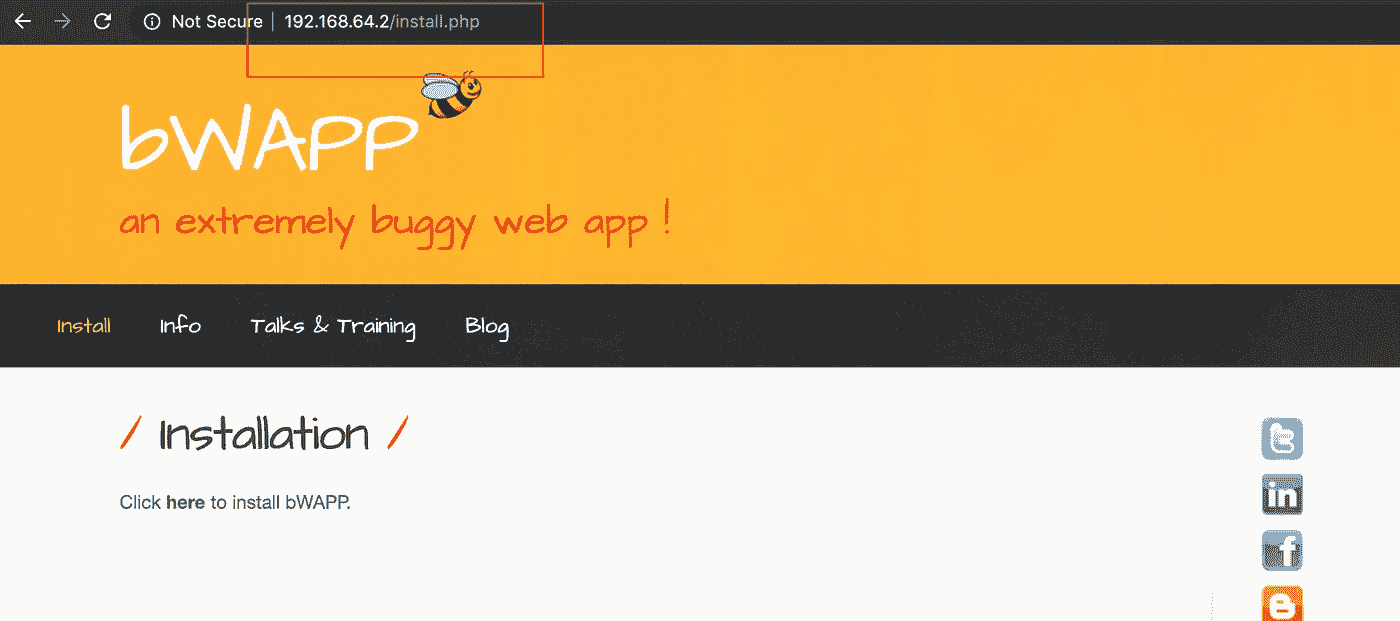 Not Secure | 192.168.64.2/install.php
bWAPP
an extremely buggy web app !
Install Info Talks & Training Blog
/ Installation /
Click here to install bWAPP.
in
f